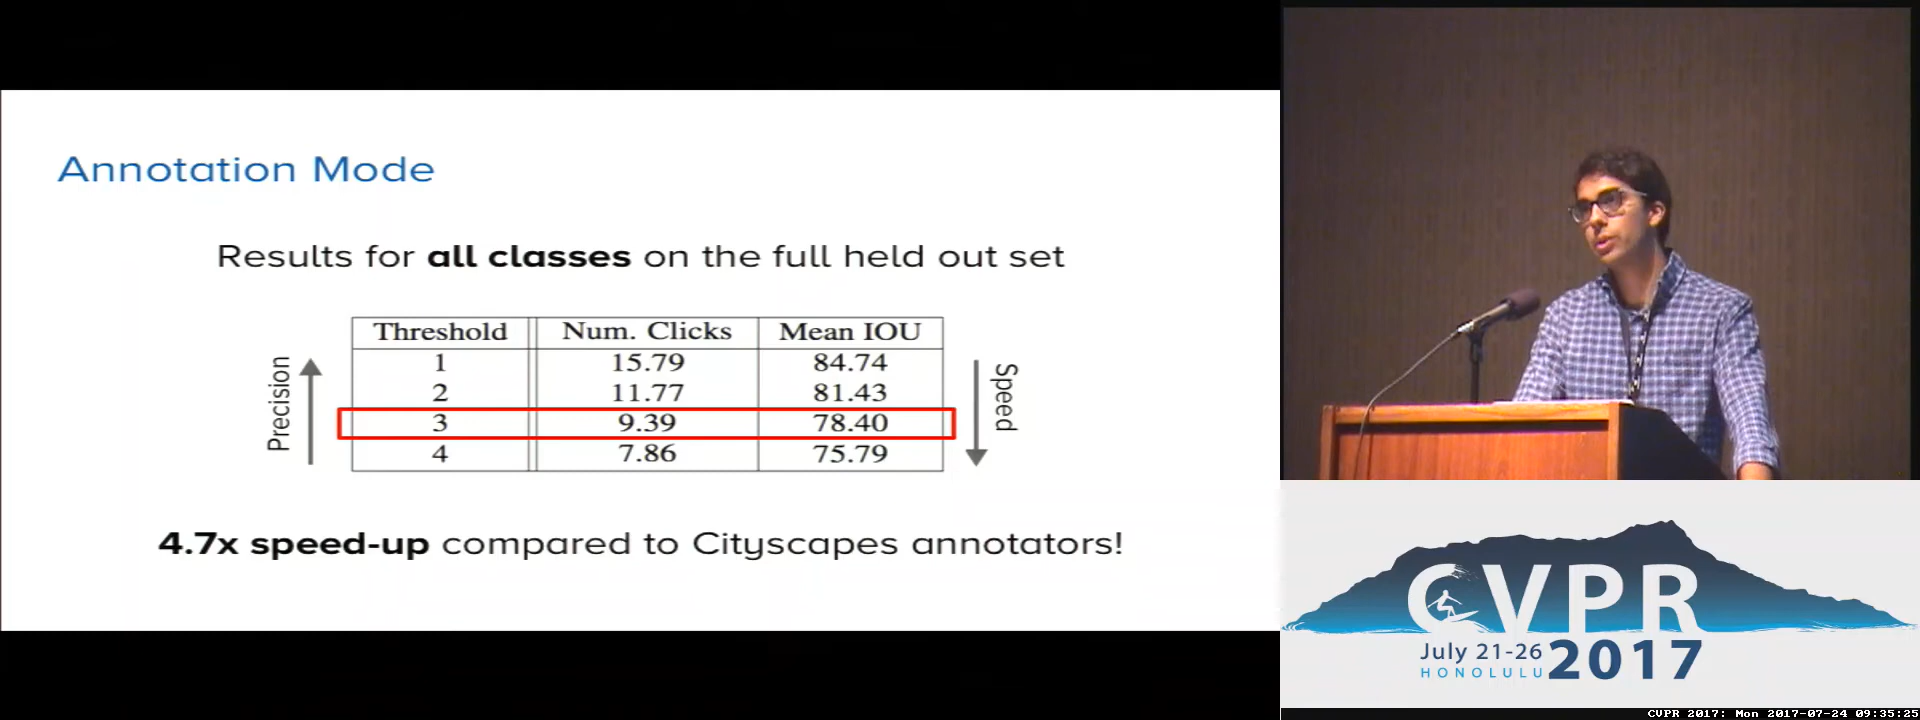 Annotation Mode
Results for all classes on the full held out set
Threshold Num. Clicks Mean IOU
1 15.79 84.74
2 11.77 81.43
3 9.39 78.40
4 7.86 75.79
Precision
Speed
4.7x speed-up compared to Cityscapes annotators!
CVPR
July 21-26
HONOLULU
2017
CVPR 2017: Mon 2017-07-24 09:35:25